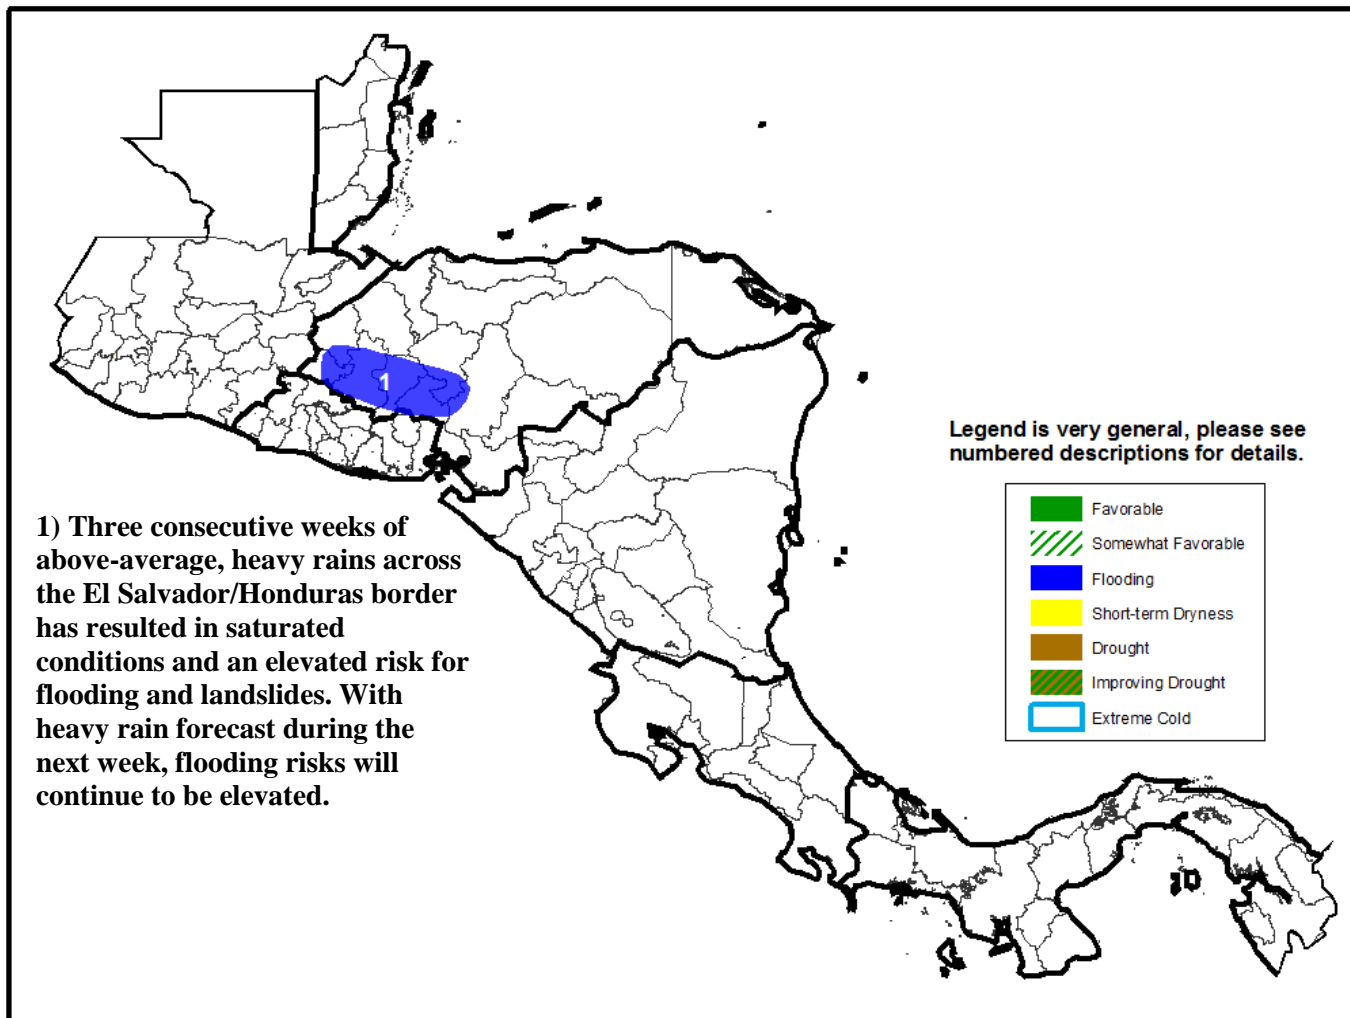 1
Legend is very general, please see
numbered descriptions for details.
Favorable
Somewhat Favorable
Flooding
Short-term Dryness
Drought
Improving Drought
Extreme Cold
1) Three consecutive weeks of
above-average, heavy rains across
the El Salvador/Honduras border
has resulted in saturated
conditions and an elevated risk for
flooding and landslides. With
heavy rain forecast during the
next week, flooding risks will
continue to be elevated.